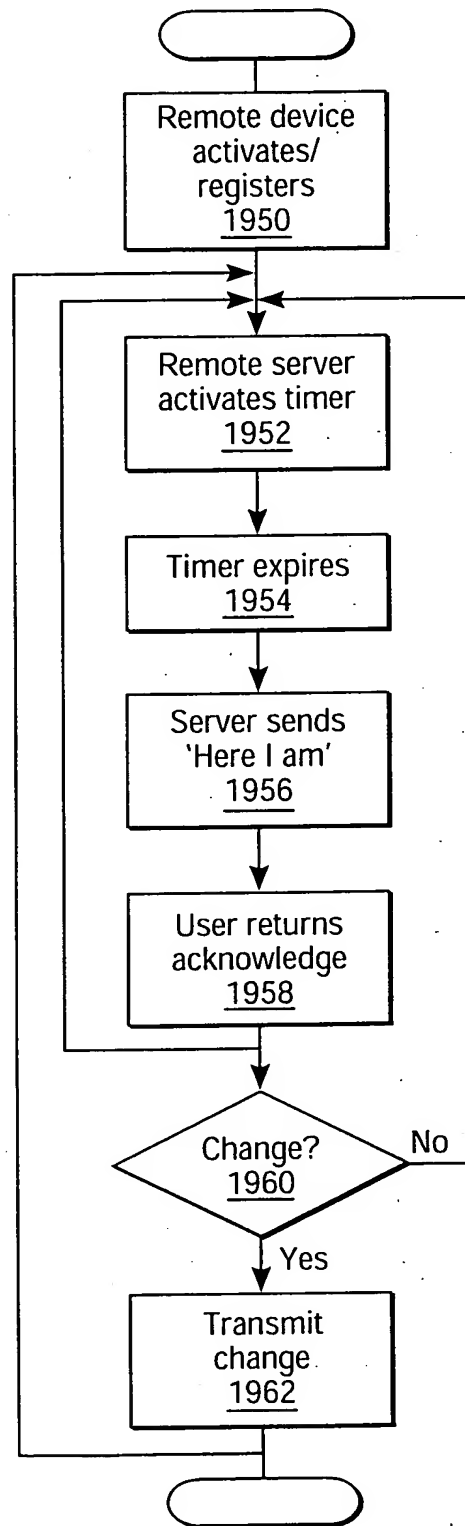 Remote device
activates/
registers
1950
Remote server
activates timer
1952
Timer expires
1954
Server sends
'Here I am'
1956
User returns
acknowledge
1958
Change?
1960
No
Yes
Transmit
change
1962